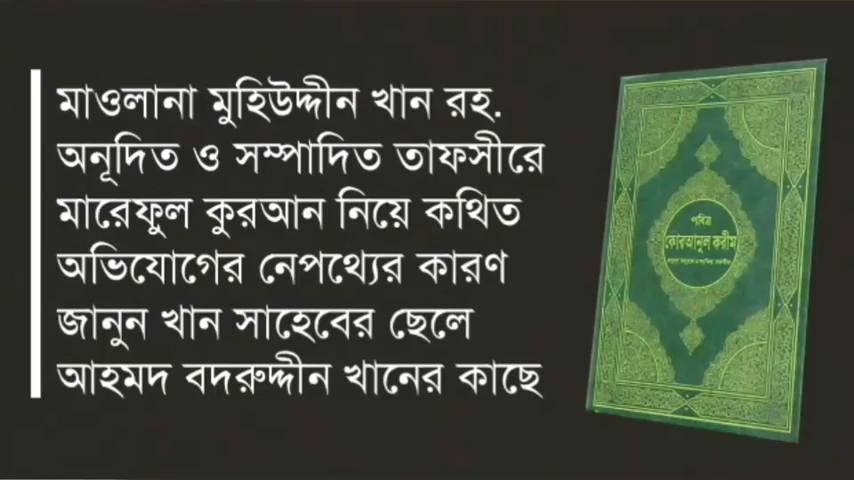 মাওলানা মুহিউদ্দীন খান রহ.
অনূদিত ও সম্পাদিত তাফসীরে
মারেফুল কুরআন নিয়ে কথিত
অভিযোগের নেপথ্যের কারণ
জানুন খান সাহেবের ছেলে
আহমদ বদরুদ্দীন খানের কাছে
পবিত্র
কোরআনুল করীম